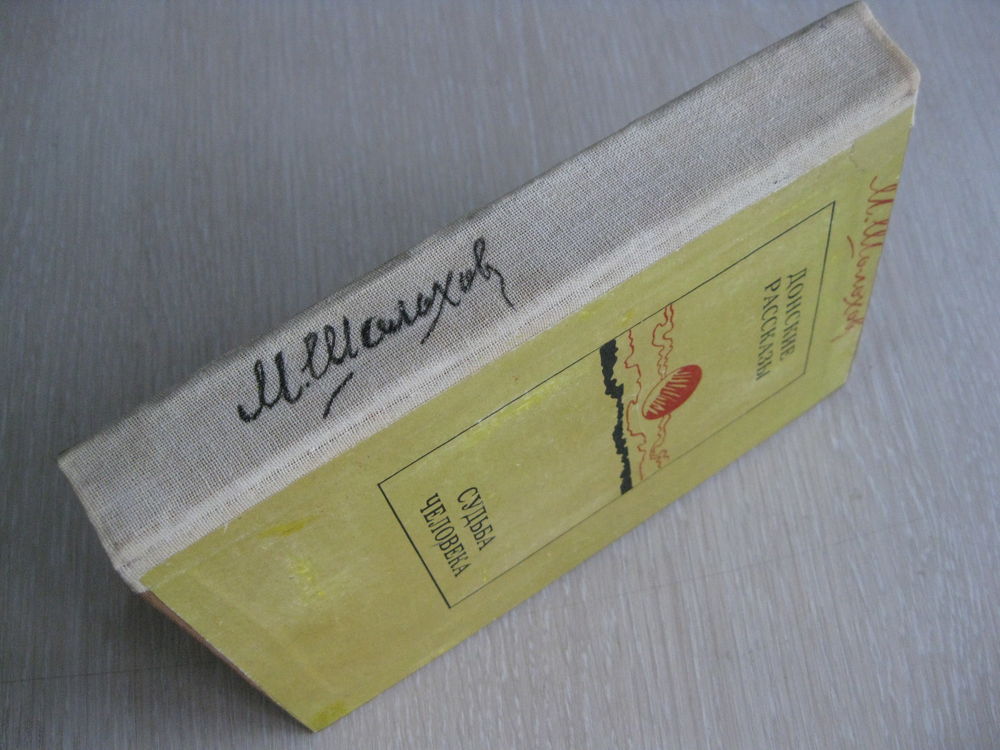 М. Шолохов
М. Шолохов
ДОНСКИЕ
РАССКАЗЫ
СУДЬБА
ЧЕЛОВЕКА